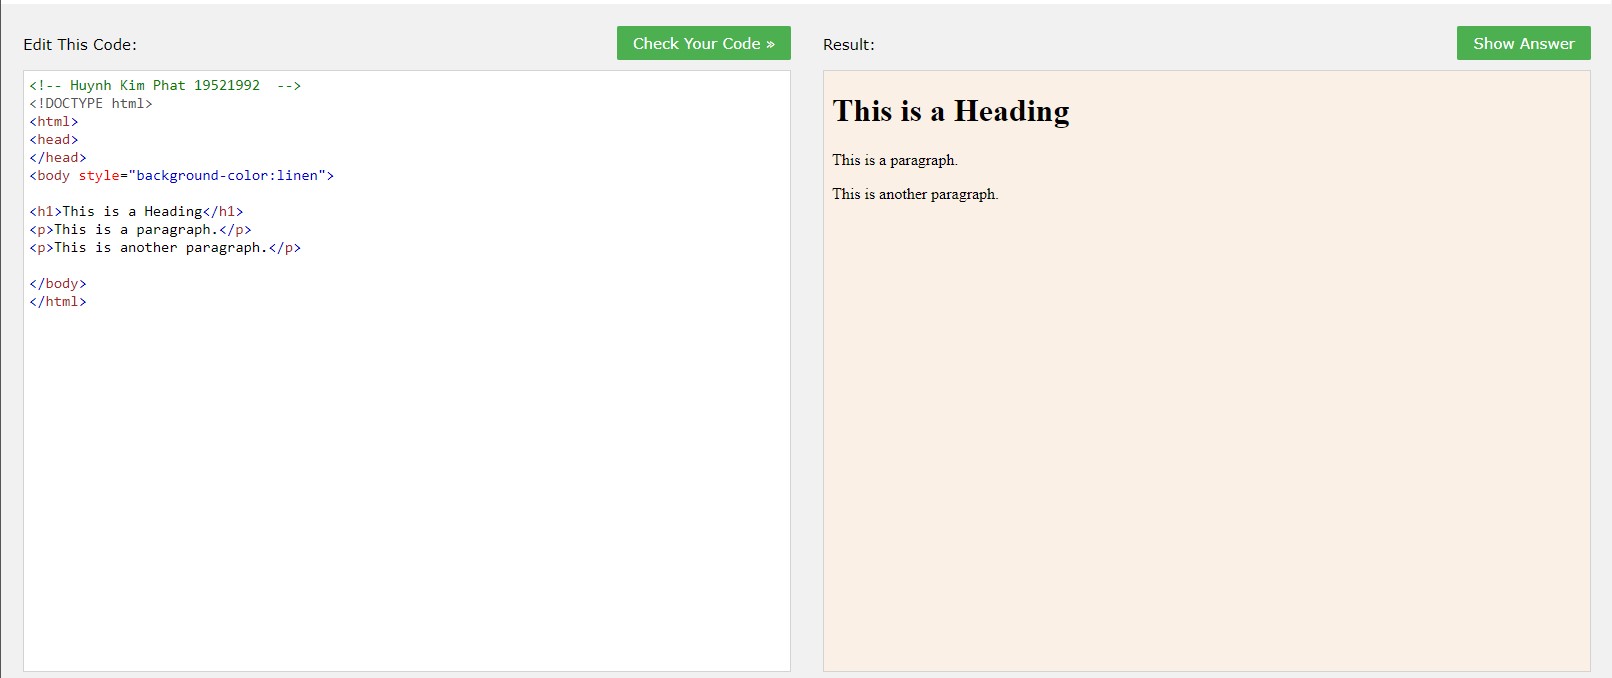 Edit This Code:
Check Your Code »
<!-- Huynh Kim Phat 19521992  -->
<!DOCTYPE html>
<html>
<head>
</head>
<body style="background-color:linen">
<h1>This is a Heading</h1>
<p>This is a paragraph.</p>
<p>This is another paragraph.</p>
</body>
</html>
Result:
Show Answer
This is a Heading
This is a paragraph.
This is another paragraph.